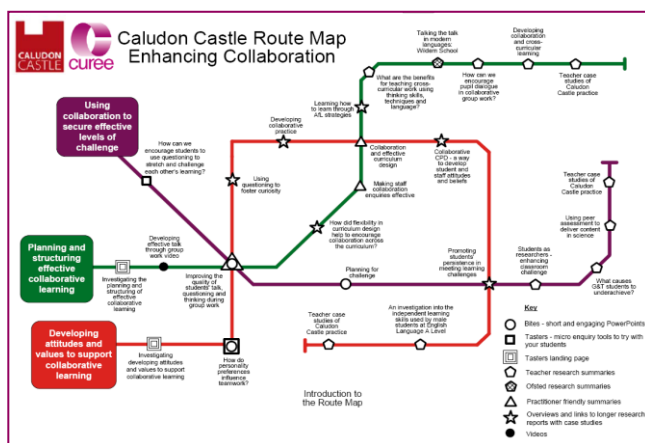 CALUDON
CASTLE
curee
Caludon Castle Route Map
Enhancing Collaboration
Using
collaboration to
secure effective
levels of
challenge
How can we
encourage students to
use questioning to
stretch and challenge
each other's learning?
Planning and
structuring
effective
collaborative
learning
Investigating the
planning and
structuring of
effective
collaborative
learning
Developing
effective talk
through group
work video
Improving the
quality of
students' talk,
questioning and
thinking during
group work
Developing
attitudes and
values to support
collaborative
learning
Investigating
developing attitudes
and values to support
collaborative learning
How do
personality
preferences
influence
teamwork?
Using
questioning to
foster curiosity
Developing
collaborative
practice
Learning how
to learn through
AfL strategies
Collaboration
and effective
curriculum
design
Making staff
collaboration
enquiries effective
How did flexibility in
curriculum design
help to encourage
collaboration across
the curriculum?
What are the benefits
for teaching cross-
curricular work using
thinking skills,
techniques and
language?
Talking the talk
in modern
languages:
Wildern School
How can we
encourage
pupil dialogue
in collaborative
group work?
Developing
collaboration
and cross-
curricular learning
Teacher case
studies of
Caludon
Castle practice
Collaborative
CPD - a way
to develop
student and
staff attitudes
and beliefs
Planning for
challenge
Promoting
students'
persistence in
meeting learning
challenges
Students as
researchers -
enhancing
classroom
challenge
Teacher case
studies of
Caludon
Castle practice
Using peer
assessment to
deliver content
in science
What causes
G&T students
to underachieve?
Teacher case
studies of
Caludon
Castle practice
An investigation into the
independent learning
skills used by male
students at English
Language A Level
Introduction to
the Route Map
Key
Bites - short and engaging PowerPoints
Tasters - micro enquiry tools to try with
your students
Tasters landing page
Teacher research summaries
Ofsted research summaries
Practitioner friendly summaries
Overviews and links to longer research
reports with case studies
Videos